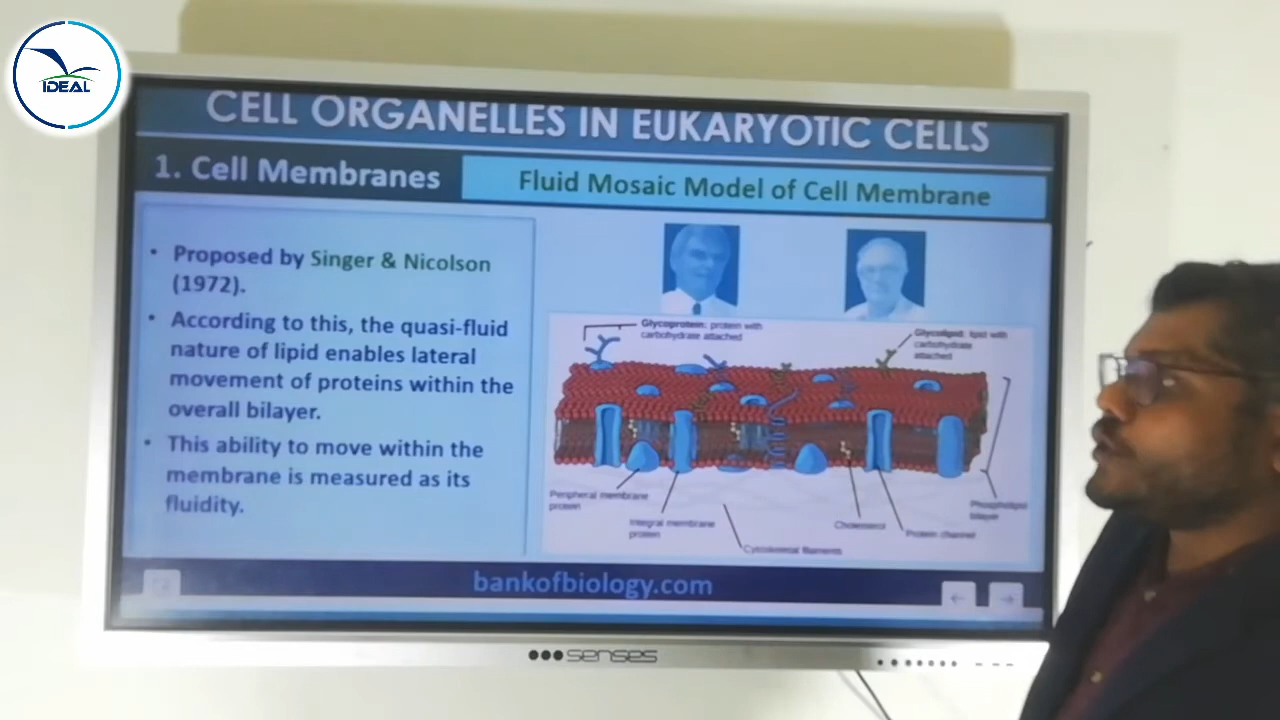 IDEAL
CELL ORGANELLES IN EUKARYOTIC CELLS
1. Cell Membranes
Fluid Mosaic Model of Cell Membrane
• Proposed by Singer & Nicolson
(1972).
• According to this, the quasi-fluid
nature of lipid enables lateral
movement of proteins within the
overall bilayer.
• This ability to move within the
membrane is measured as its
fluidity.
Glycoprotein: protein with
carbohydrate attached
Glycolipid: lipid with
carbohydrate
attached
Peripheral membrane
protein
Integral membrane
protein
Cytoskeletal filaments
Cholesterol
Protein channel
Phospholipid
bilayer
bankofbiology.com
senses